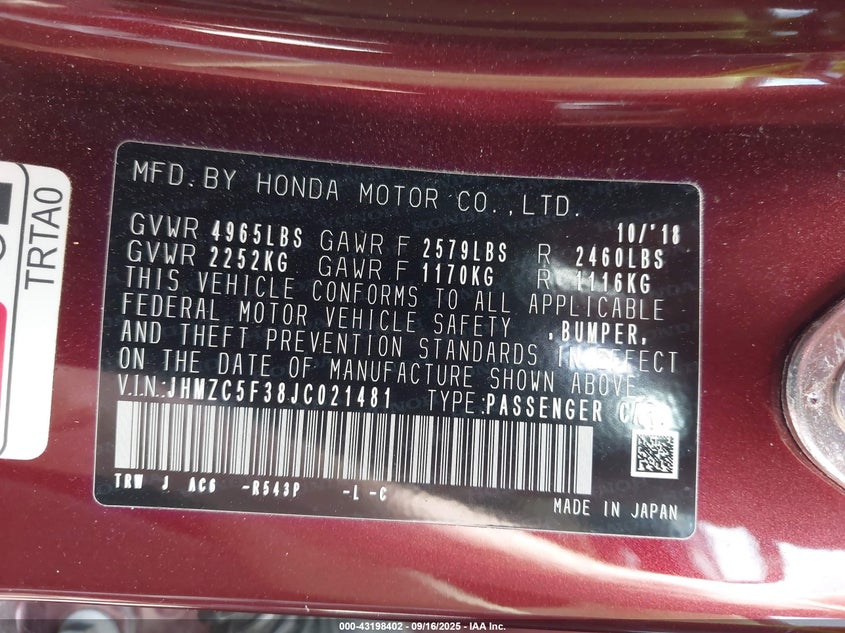 TRTA0
MFD.BY HONDA MOTOR CO.,LTD.
10/'18
GVWR 4965LBS GAWR F 2579LBS R 2460LBS
GVWR 2252KG GAWR F 1170KG R 1116KG
THIS VEHICLE CONFORMS TO ALL APPLICABLE
FEDERAL MOTOR VEHICLE SAFETY ,BUMPER,
AND THEFT PREVENTION STANDARDS IN EFFECT
ON THE DATE OF MANUFACTURE SHOWN ABOVE.
V.IN:JHMZC5F38JC021481 TYPE:PASSENGER
TRW J AC6 -R543P -L -C
MADE IN JAPAN
000-43198402 - 09/16/2025 - IAA Inc.